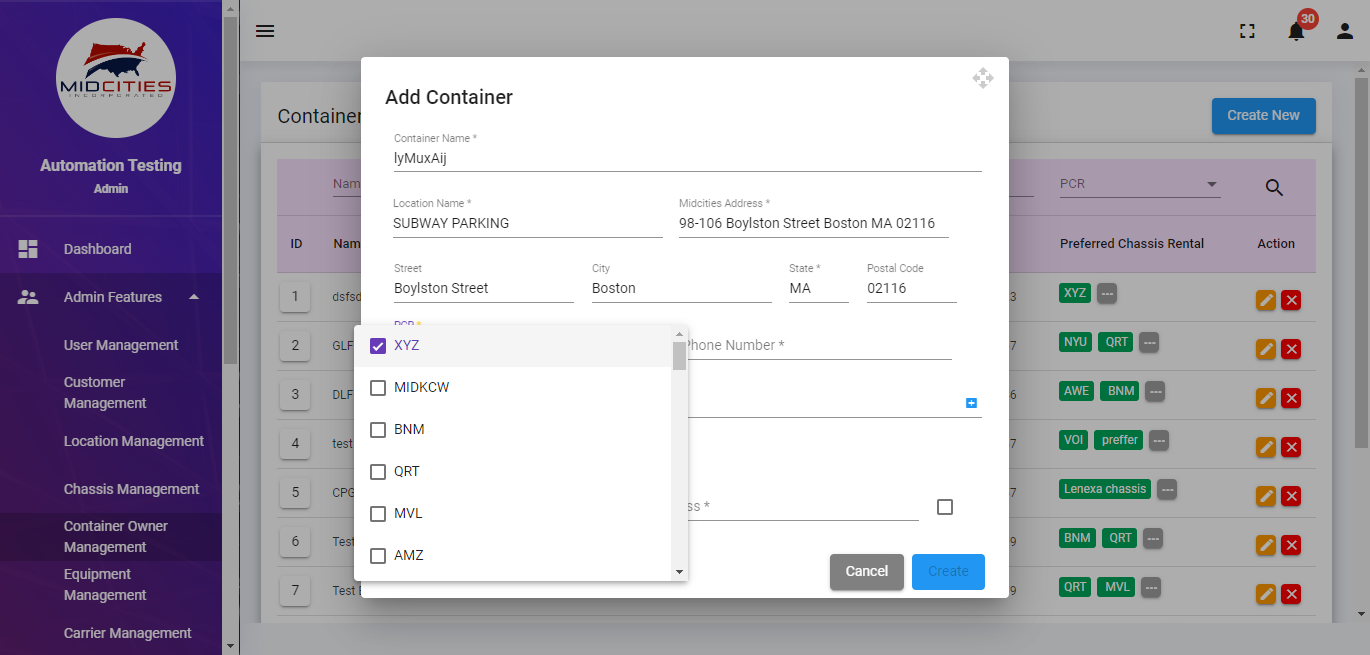 MIDCITIES
INCORPORATED
Automation Testing
Admin
Dashboard
Admin Features
User Management
Customer
Management
Location Management
Chassis Management
Container Owner
Management
Equipment
Management
Carrier Management
30
Container
Create New
Nam
PCR
ID
Nam
Preferred Chassis Rental
Action
1
dsfsd
3
XYZ
---
2
GLF
7
NYU
QRT
---
3
DLF
6
AWE
BNM
---
4
test
7
VOI
preffer
---
5
CPG
7
Lenexa chassis
---
6
Test
9
BNM
QRT
---
7
Test
9
QRT
MVL
---
Add Container
Container Name *
lyMuxAij
Location Name *
SUBWAY PARKING
Midcities Address *
98-106 Boylston Street Boston MA 02116
Street
Boylston Street
City
Boston
State *
MA
Postal Code
02116
PCR *
Phone Number *
XYZ
MIDKCW
BNM
QRT
MVL
AMZ
ss *
Cancel
Create